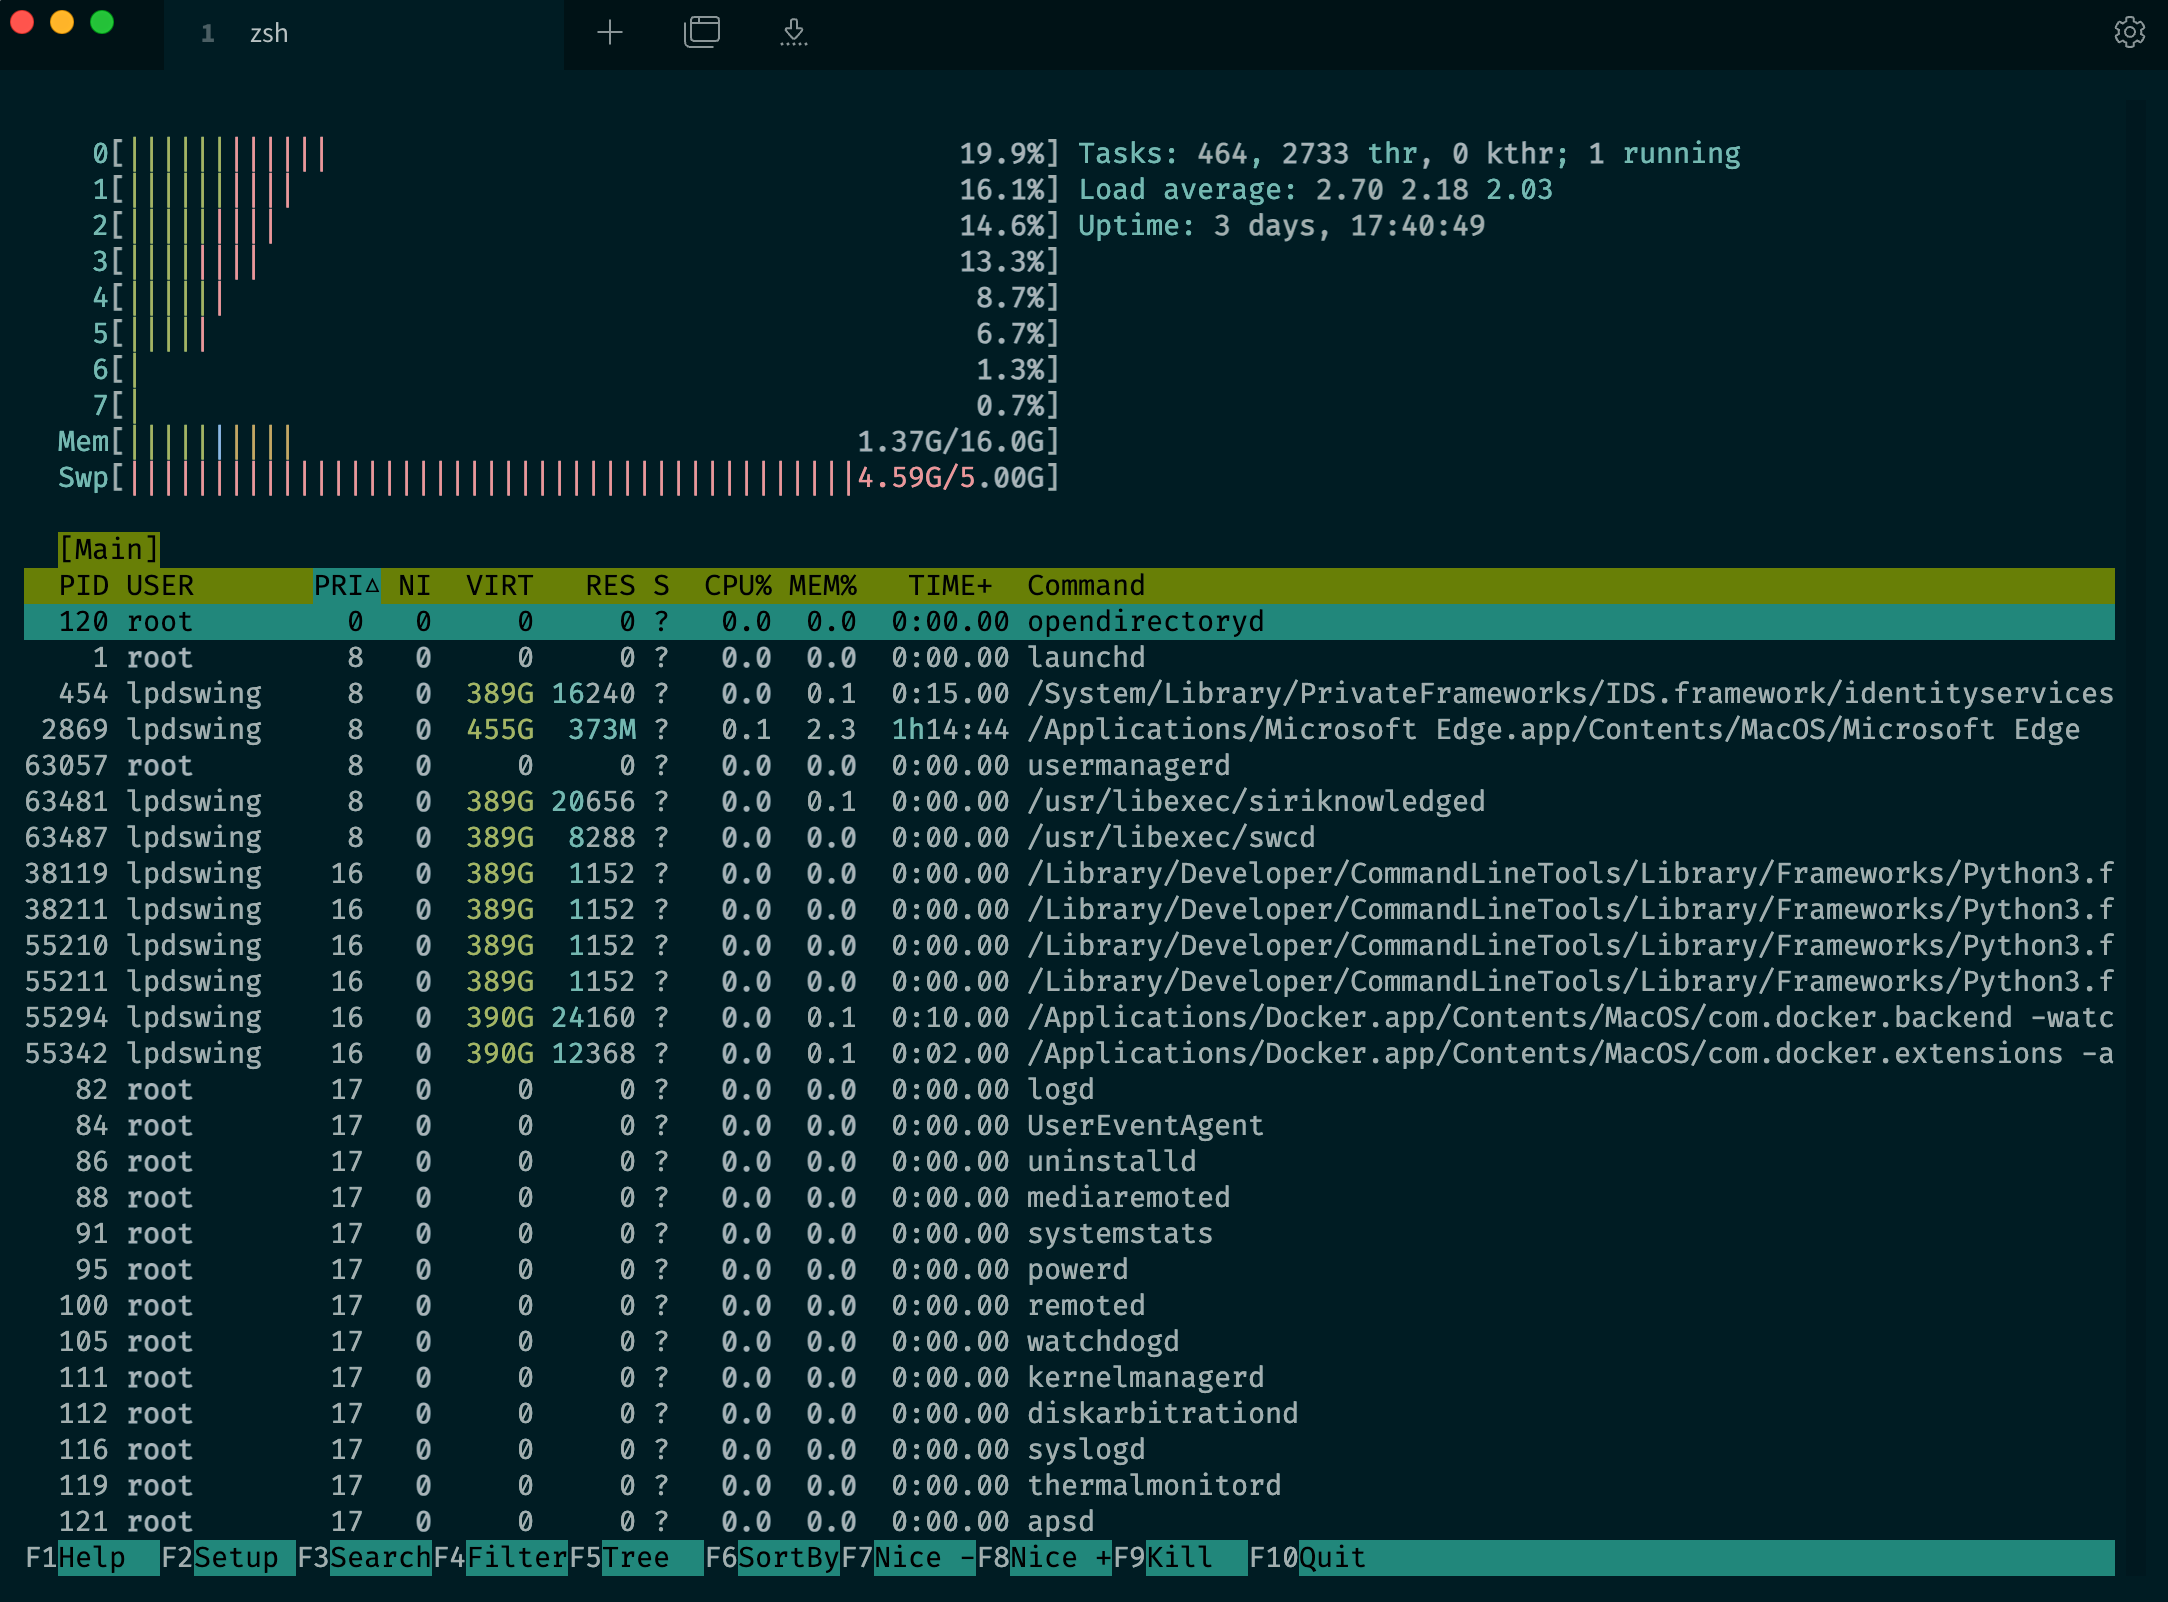 1 zsh
0[|||||||||||| 19.9%] Tasks: 464, 2733 thr, 0 kthr; 1 running
1[|||||||||| 16.1%] Load average: 2.70 2.18 2.03
2[||||||||| 14.6%] Uptime: 3 days, 17:40:49
3[|||||||| 13.3%]
4[|||||| 8.7%]
5[||||| 6.7%]
6[| 1.3%]
7[| 0.7%]
Mem[|||||||||| 1.37G/16.0G]
Swp[|||||||||||||||||||||||||||||||||||||||||||4.59G/5.00G]
[Main]
PID USER PRI△ NI VIRT RES S CPU% MEM% TIME+ Command
120 root 0 0 0 0 ? 0.0 0.0 0:00.00 opendirectoryd
1 root 8 0 0 0 ? 0.0 0.0 0:00.00 launchd
454 lpdswing 8 0 389G 16240 ? 0.0 0.1 0:15.00 /System/Library/PrivateFrameworks/IDS.framework/identityservices
2869 lpdswing 8 0 455G 373M ? 0.1 2.3 1h14:44 /Applications/Microsoft Edge.app/Contents/MacOS/Microsoft Edge
63057 root 8 0 0 0 ? 0.0 0.0 0:00.00 usermanagerd
63481 lpdswing 8 0 389G 20656 ? 0.0 0.1 0:00.00 /usr/libexec/siriknowledged
63487 lpdswing 8 0 389G 8288 ? 0.0 0.0 0:00.00 /usr/libexec/swcd
38119 lpdswing 16 0 389G 1152 ? 0.0 0.0 0:00.00 /Library/Developer/CommandLineTools/Library/Frameworks/Python3.f
38211 lpdswing 16 0 389G 1152 ? 0.0 0.0 0:00.00 /Library/Developer/CommandLineTools/Library/Frameworks/Python3.f
55210 lpdswing 16 0 389G 1152 ? 0.0 0.0 0:00.00 /Library/Developer/CommandLineTools/Library/Frameworks/Python3.f
55211 lpdswing 16 0 389G 1152 ? 0.0 0.0 0:00.00 /Library/Developer/CommandLineTools/Library/Frameworks/Python3.f
55294 lpdswing 16 0 390G 24160 ? 0.0 0.1 0:10.00 /Applications/Docker.app/Contents/MacOS/com.docker.backend -watc
55342 lpdswing 16 0 390G 12368 ? 0.0 0.1 0:02.00 /Applications/Docker.app/Contents/MacOS/com.docker.extensions -a
82 root 17 0 0 0 ? 0.0 0.0 0:00.00 logd
84 root 17 0 0 0 ? 0.0 0.0 0:00.00 UserEventAgent
86 root 17 0 0 0 ? 0.0 0.0 0:00.00 uninstalld
88 root 17 0 0 0 ? 0.0 0.0 0:00.00 mediaremoted
91 root 17 0 0 0 ? 0.0 0.0 0:00.00 systemstats
95 root 17 0 0 0 ? 0.0 0.0 0:00.00 powerd
100 root 17 0 0 0 ? 0.0 0.0 0:00.00 remoted
105 root 17 0 0 0 ? 0.0 0.0 0:00.00 watchdogd
111 root 17 0 0 0 ? 0.0 0.0 0:00.00 kernelmanagerd
112 root 17 0 0 0 ? 0.0 0.0 0:00.00 diskarbitrationd
116 root 17 0 0 0 ? 0.0 0.0 0:00.00 syslogd
119 root 17 0 0 0 ? 0.0 0.0 0:00.00 thermalmonitord
121 root 17 0 0 0 ? 0.0 0.0 0:00.00 apsd
F1Help F2Setup F3SearchF4FilterF5Tree F6SortByF7Nice -F8Nice +F9Kill F10Quit